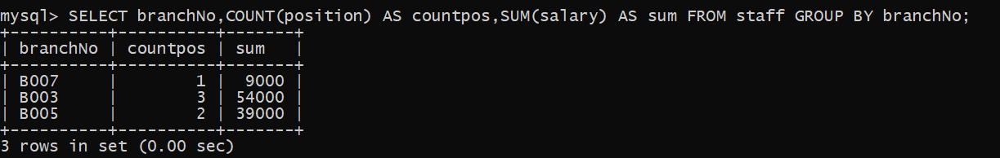 mysql> SELECT branchNo,COUNT(position) AS countpos,SUM(salary) AS sum FROM staff GROUP BY branchNo;
+----------+----------+-------+
| branchNo | countpos | sum   |
+----------+----------+-------+
| B007     |        1 |  9000 |
| B003     |        3 | 54000 |
| B005     |        2 | 39000 |
+----------+----------+-------+
3 rows in set (0.00 sec)